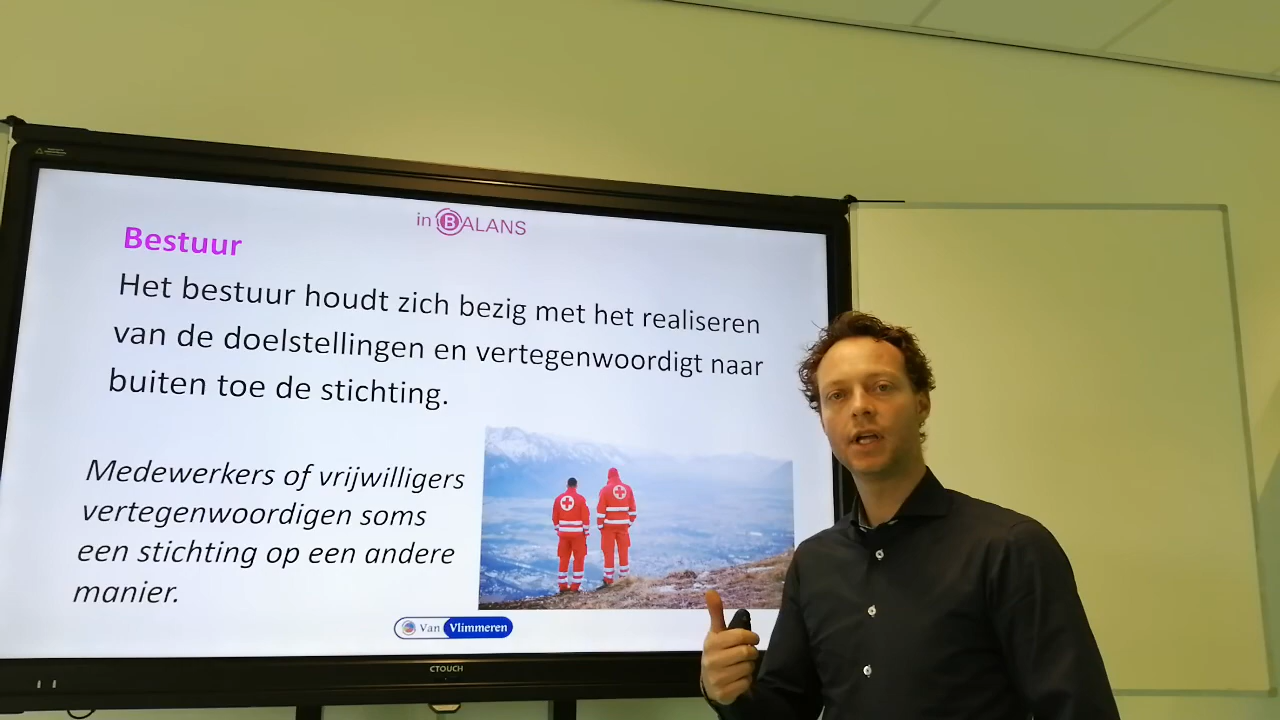 in BALANS
Bestuur
Het bestuur houdt zich bezig met het realiseren
van de doelstellingen en vertegenwoordigt naar
buiten toe de stichting.
Medewerkers of vrijwilligers
vertegenwoordigen soms
een stichting op een andere
manier.
Van Vlimmeren
CTOUCH